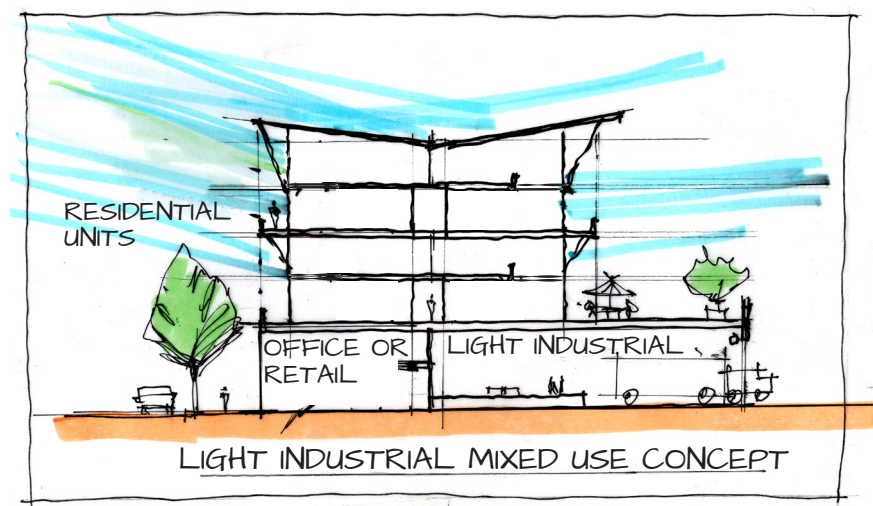 RESIDENTIAL
UNITS
OFFICE OR
RETAIL
LIGHT INDUSTRIAL
LIGHT INDUSTRIAL MIXED USE CONCEPT